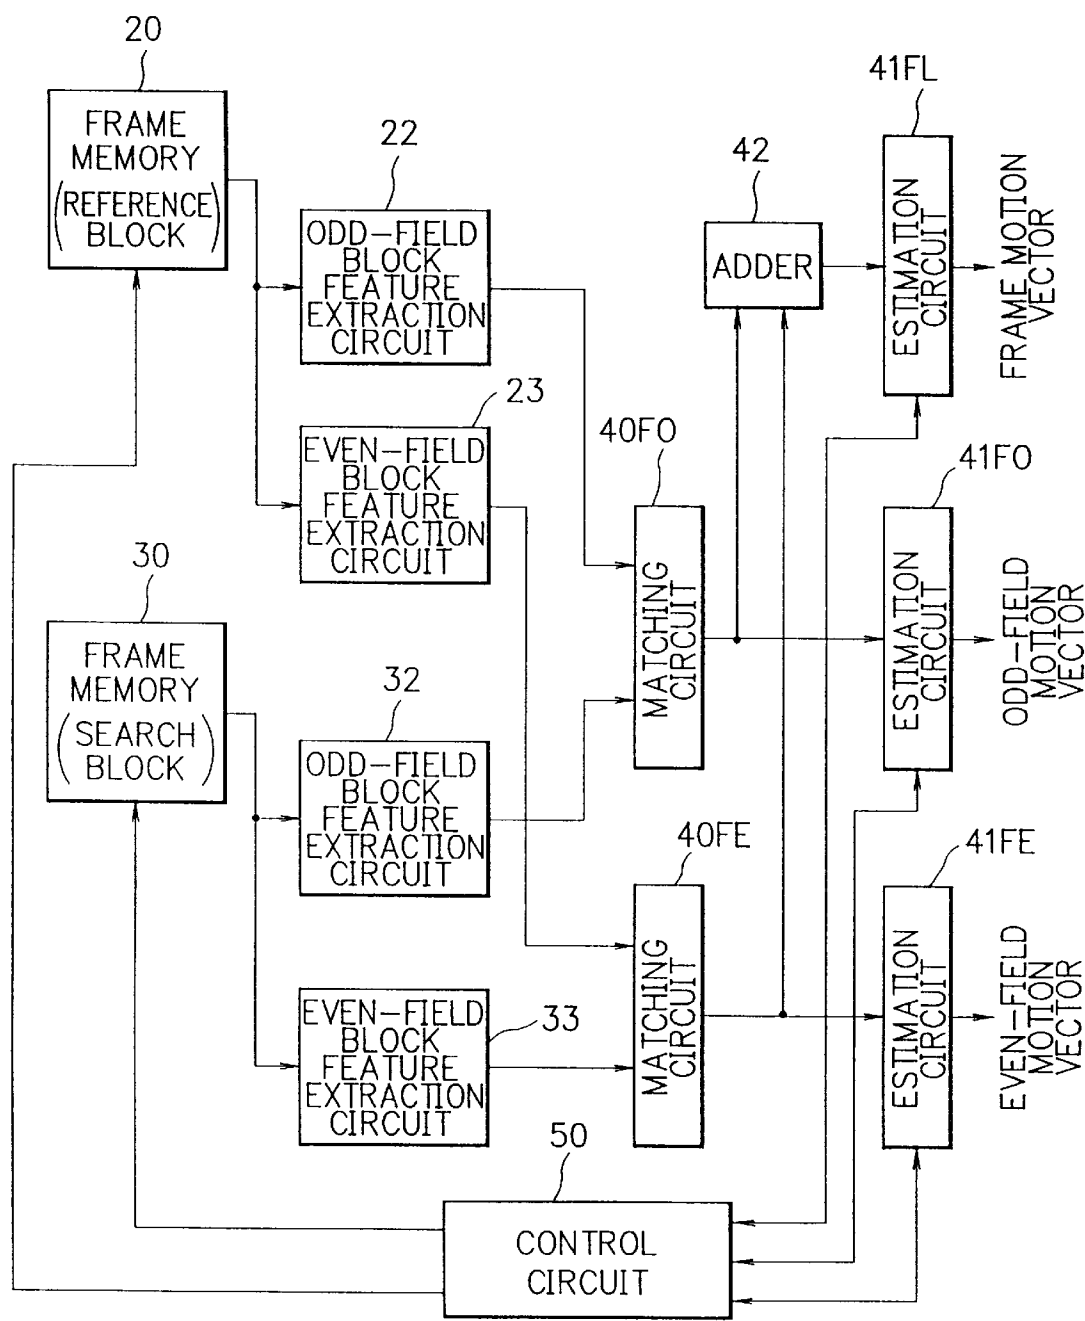 20
FRAME
MEMORY
(REFERENCE
BLOCK)
22
ODD-FIELD
BLOCK
FEATURE
EXTRACTION
CIRCUIT
23
EVEN-FIELD
BLOCK
FEATURE
EXTRACTION
CIRCUIT
30
FRAME
MEMORY
(SEARCH
BLOCK)
32
ODD-FIELD
BLOCK
FEATURE
EXTRACTION
CIRCUIT
33
EVEN-FIELD
BLOCK
FEATURE
EXTRACTION
CIRCUIT
40FO
MATCHING
CIRCUIT
40FE
MATCHING
CIRCUIT
42
ADDER
41FL
ESTIMATION
CIRCUIT
FRAME MOTION
VECTOR
41FO
ESTIMATION
CIRCUIT
ODD-FIELD
MOTION
VECTOR
41FE
ESTIMATION
CIRCUIT
EVEN-FIELD
MOTION
VECTOR
50
CONTROL
CIRCUIT